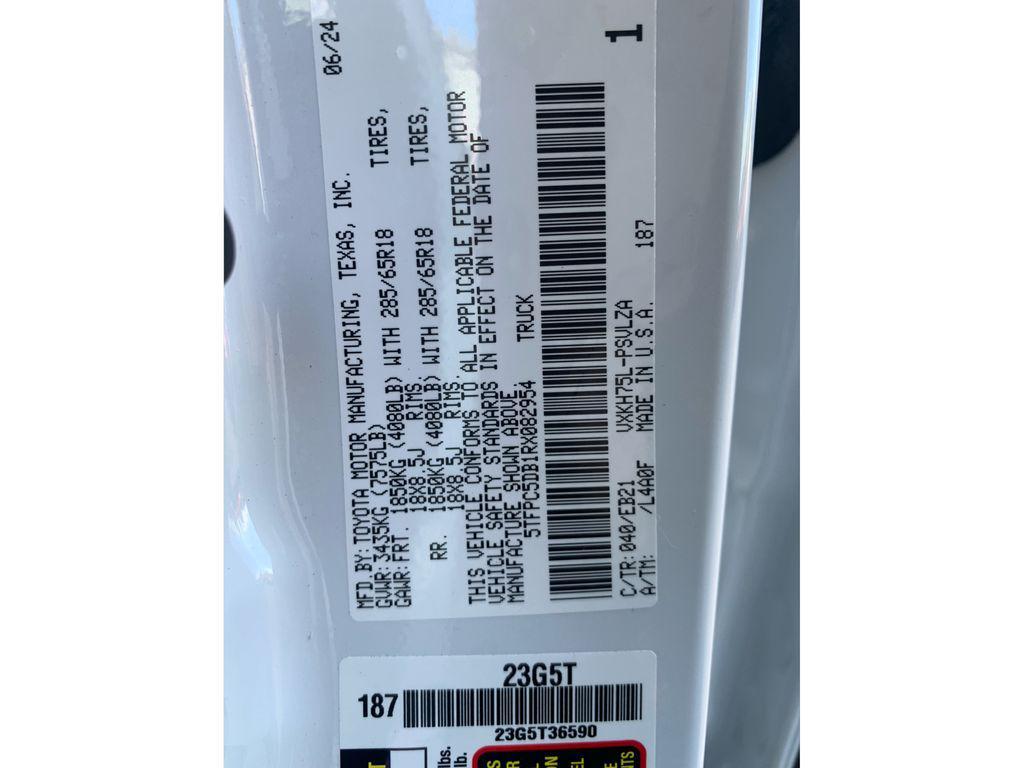 06/24
MFD.BY:TOYOTA MOTOR MANUFACTURING, TEXAS, INC.
GVWR:3435KG (7575LB)
GAWR:FRT. 1850KG (4080LB) WITH 285/65R18 TIRES,
18X8.5J RIMS.
RR. 1850KG (4080LB) WITH 285/65R18 TIRES,
18X8.5J RIMS.
THIS VEHICLE CONFORMS TO ALL APPLICABLE FEDERAL MOTOR
VEHICLE SAFETY STANDARDS IN EFFECT ON THE DATE OF
MANUFACTURE SHOWN ABOVE.
5TFPC5DB1RX082954 TRUCK
C/TR:040/EB21 VXKH75L-PSVLZA
A/TM: /L4A0F MADE IN U.S.A. 187
1
23G5T
187
23G5T36590
lbs.
lb.